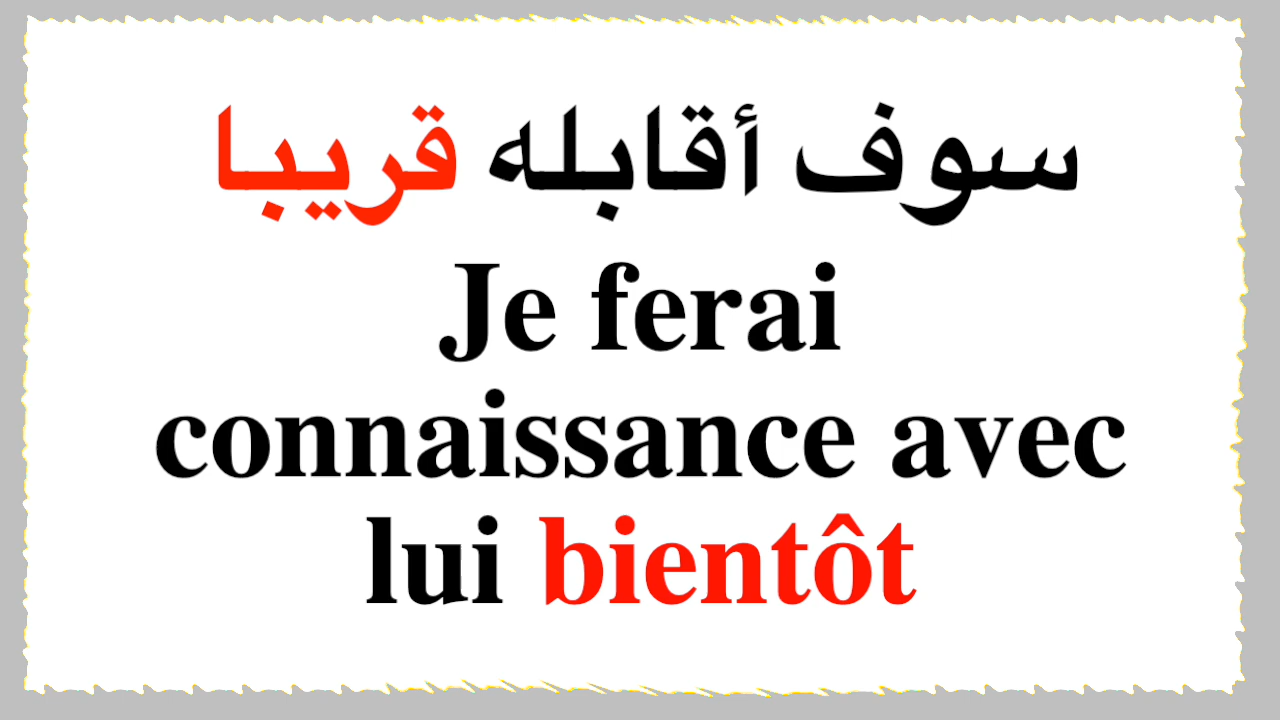 سوف أقابله قريبا
Je ferai
connaissance avec
lui bientôt